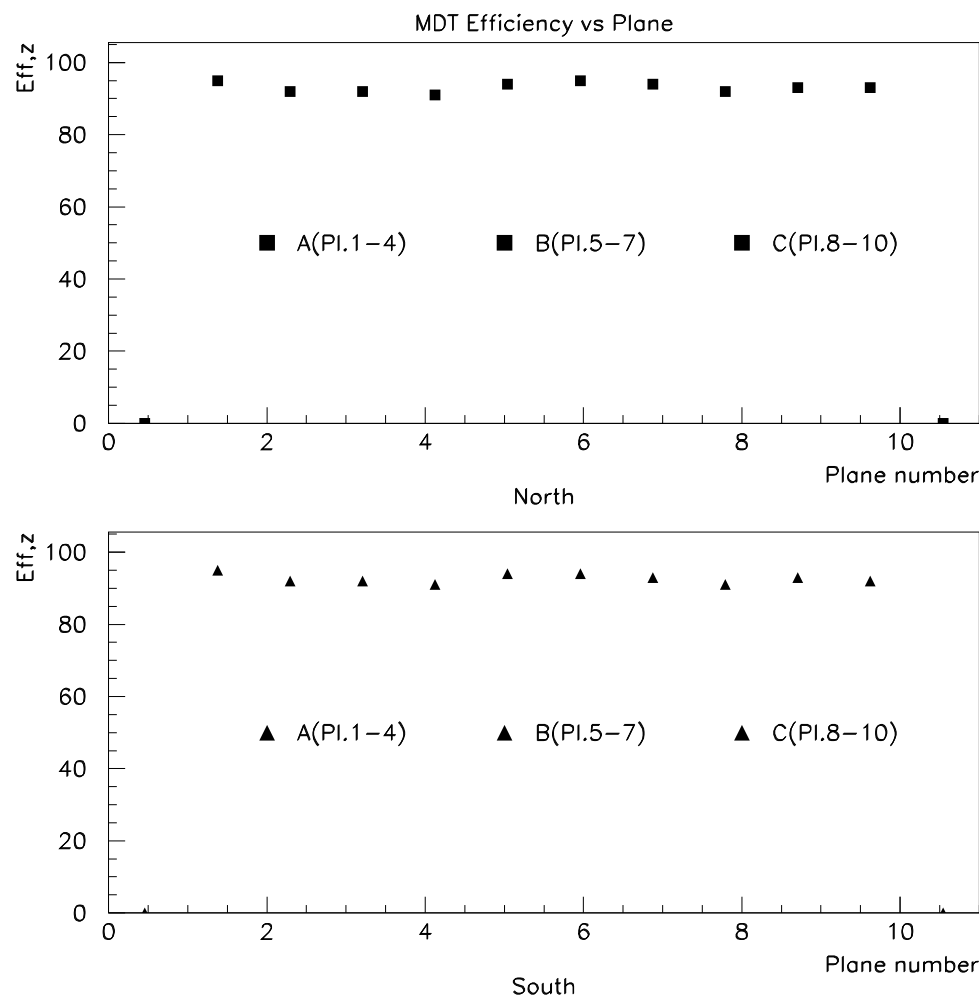 MDT Efficiency vs Plane
Eff,z
100
80
60
40
20
0
A(Pl.1-4) B(Pl.5-7) C(Pl.8-10)
0 2 4 6 8 10
Plane number
North
Eff,z
100
80
60
40
20
0
A(Pl.1-4) B(Pl.5-7) C(Pl.8-10)
0 2 4 6 8 10
Plane number
South